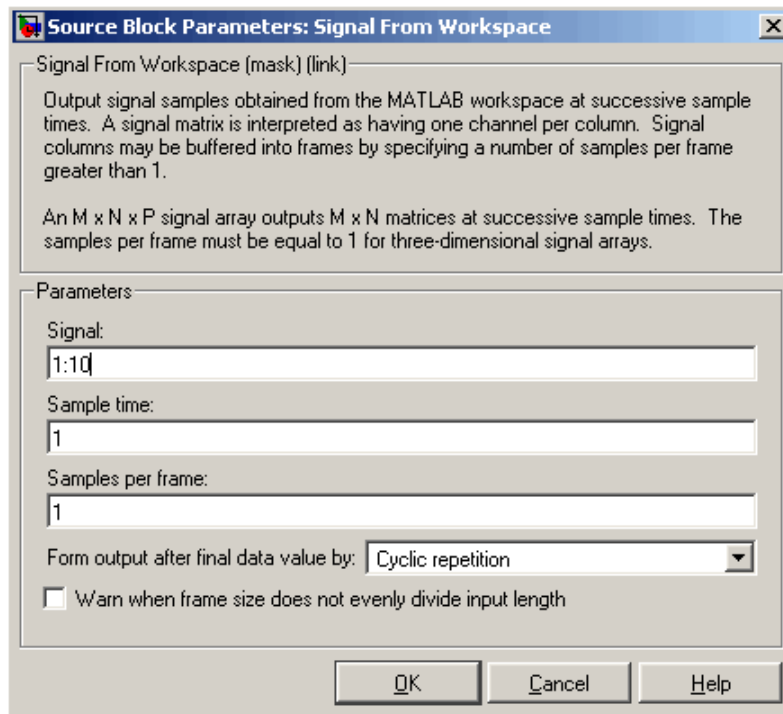 Source Block Parameters: Signal From Workspace
Signal From Workspace (mask) (link)
Output signal samples obtained from the MATLAB workspace at successive sample
times. A signal matrix is interpreted as having one channel per column. Signal
columns may be buffered into frames by specifying a number of samples per frame
greater than 1.
An M x N x P signal array outputs M x N matrices at successive sample times. The
samples per frame must be equal to 1 for three-dimensional signal arrays.
Parameters
Signal:
1:10
Sample time:
1
Samples per frame:
1
Form output after final data value by: Cyclic repetition
Warn when frame size does not evenly divide input length
OK Cancel Help